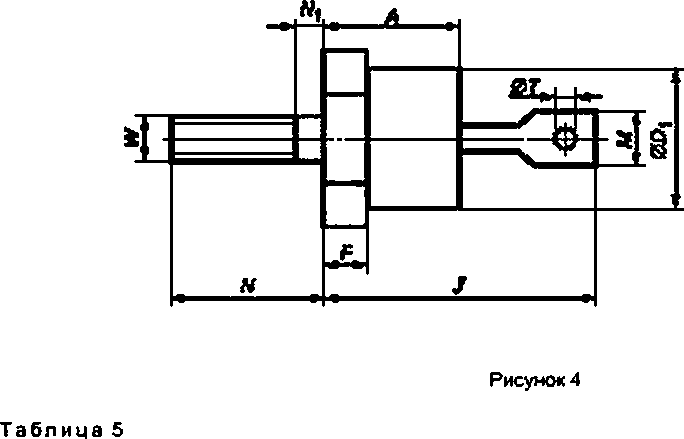 N₁ A
ØT
W M ØD₁
F
N J
Рисунок 4
Таблица 5